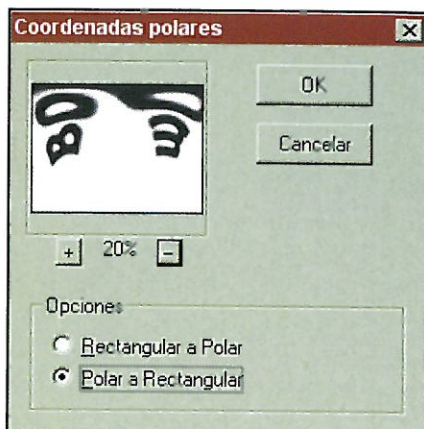 Coordenadas polares
OK
Cancelar
+ 20% -
Opciones
Rectangular a Polar
Polar a Rectangular